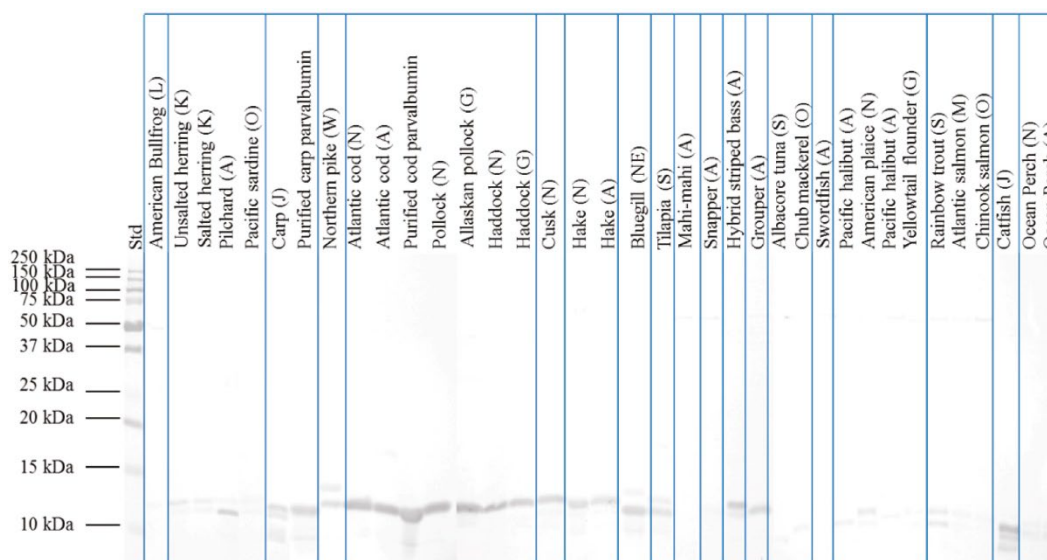 Std
American Bullfrog (L)
Unsalted herring (K)
Salted herring (K)
Pilchard (A)
Pacific sardine (O)
Carp (J)
Purified carp parvalbumin
Northern pike (W)
Atlantic cod (N)
Atlantic cod (A)
Purified cod parvalbumin
Pollock (N)
Allaskan pollock (G)
Haddock (N)
Haddock (G)
Cusk (N)
Hake (N)
Hake (A)
Bluegill (NE)
Tilapia (S)
Mahi-mahi (A)
Snapper (A)
Hybrid striped bass (A)
Grouper (A)
Albacore tuna (S)
Chub mackerel (O)
Swordfish (A)
Pacific halibut (A)
American plaice (N)
Pacific halibut (A)
Yellowtail flounder (G)
Rainbow trout (S)
Atlantic salmon (M)
Chinook salmon (O)
Catfish (J)
Ocean Perch (N)
250 kDa
150 kDa
100 kDa
75 kDa
50 kDa
37 kDa
25 kDa
20 kDa
15 kDa
10 kDa